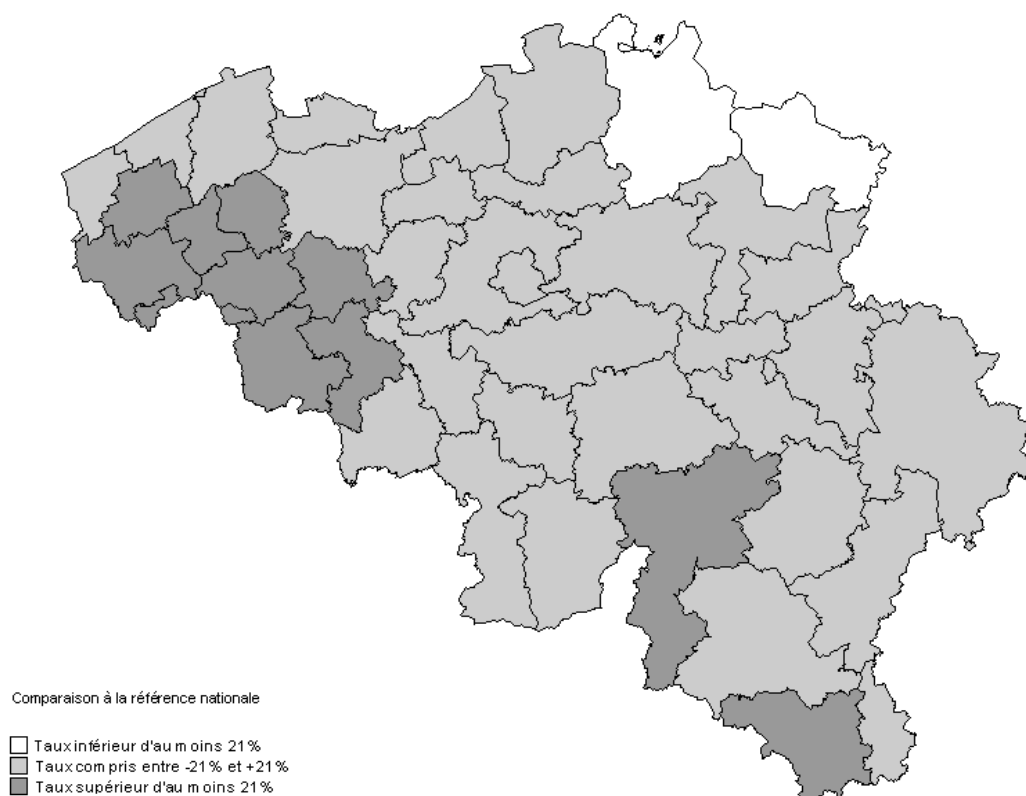 Comparaison à la référence nationale
Taux inférieur d'au moins 21%
Taux compris entre -21% et +21%
Taux supérieur d'au moins 21%